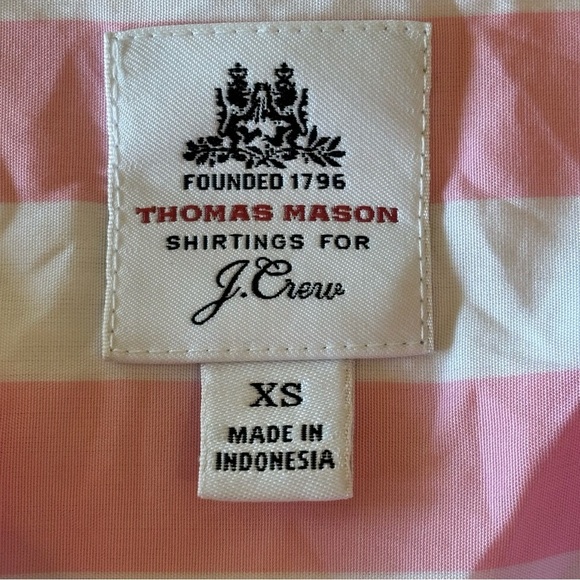 FOUNDED 1796
THOMAS MASON
SHIRTINGS FOR
J.Crew
XS
MADE IN
INDONESIA